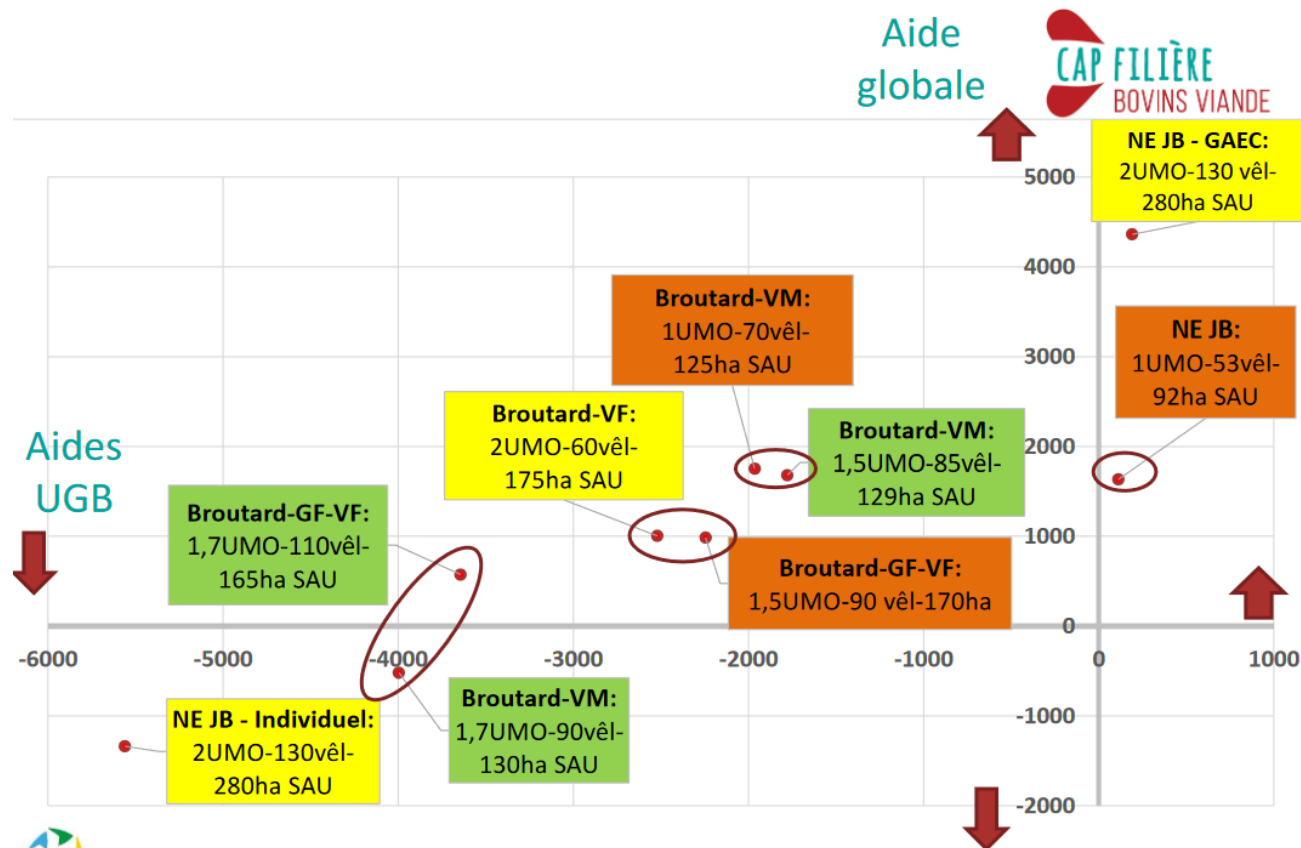 Aide
globale
CAP FILIÈRE
BOVINS VIANDE
NE JB - GAEC:
2UMO-130 vêl-
280ha SAU
5000
4000
Broutard-VM:
1UMO-70vêl-
125ha SAU
NE JB:
1UMO-53vêl-
92ha SAU
3000
Broutard-VF:
2UMO-60vêl-
175ha SAU
Broutard-VM:
1,5UMO-85vêl-
129ha SAU
2000
Aides
UGB
Broutard-GF-VF:
1,7UMO-110vêl-
165ha SAU
1000
Broutard-GF-VF:
1,5UMO-90 vêl-170ha
0
-6000 -5000 -4000 -3000 -2000 -1000 0 1000
NE JB - Individuel:
2UMO-130vêl-
280ha SAU
Broutard-VM:
1,7UMO-90vêl-
130ha SAU
-1000
-2000